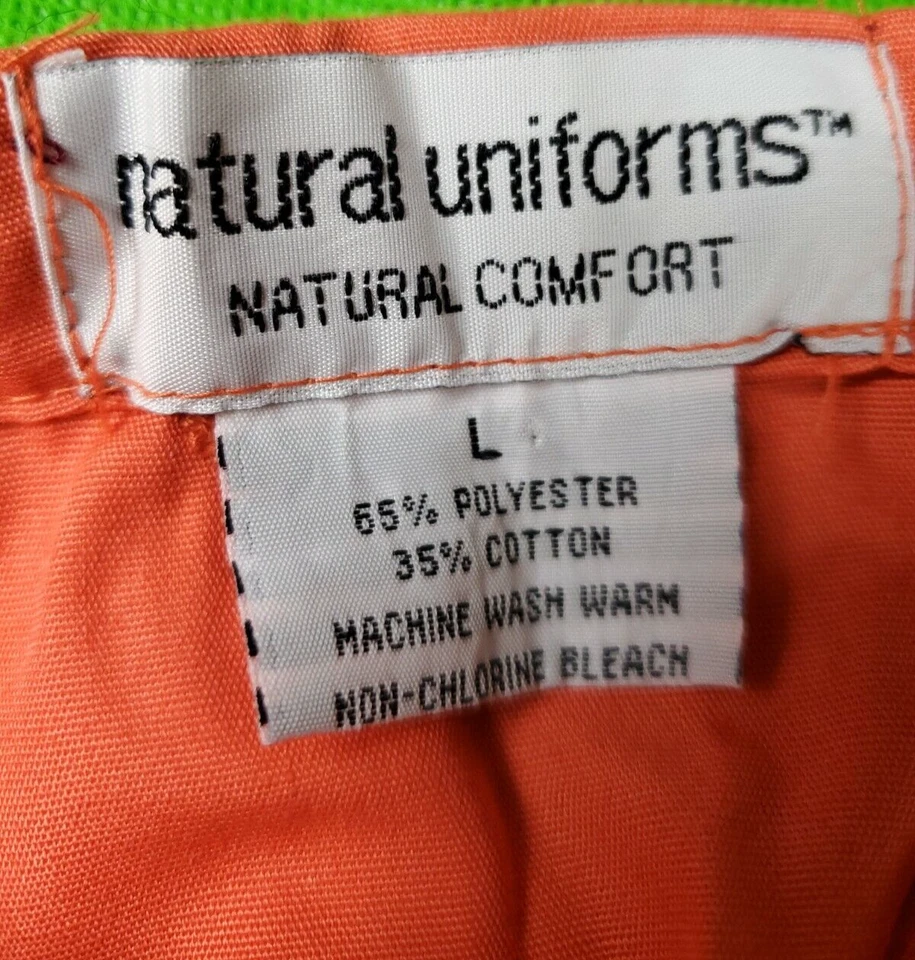 natural uniforms™
NATURAL COMFORT
L
65% POLYESTER
35% COTTON
MACHINE WASH WARM
NON-CHLORINE BLEACH